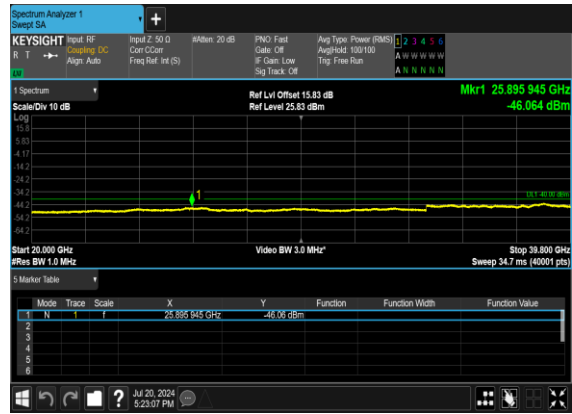 Spectrum Analyzer 1
Swept SA
+
KEYSIGHT Input: RF Input Z: 50 Ω #Atten: 20 dB PNO: Fast Avg Type: Power (RMS) 1 2 3 4 5 6
R T Coupling: DC Corr CCorr Gate: Off Avg|Hold: 100/100 A W W W W W
Align: Auto Freq Ref: Int (S) IF Gain: Low Trig: Free Run
Sig Track: Off A N N N N N
1 Spectrum Ref Lvl Offset 15.83 dB Mkr1 25.895 945 GHz
Scale/Div 10 dB Ref Level 25.83 dBm -46.064 dBm
Log
15.8
5.83
-4.17
-14.2
-24.2
-34.2
1
DL1 -40.00 dBm
-44.2
-54.2
-64.2
Start 20.000 GHz Video BW 3.0 MHz* Stop 39.800 GHz
#Res BW 1.0 MHz Sweep 34.7 ms (40001 pts)
5 Marker Table
Mode Trace Scale X Y Function Function Width Function Value
1 N 1 f 25.895 945 GHz -46.06 dBm
2
3
4
5
6
? Jul 20, 2024
5:23:07 PM